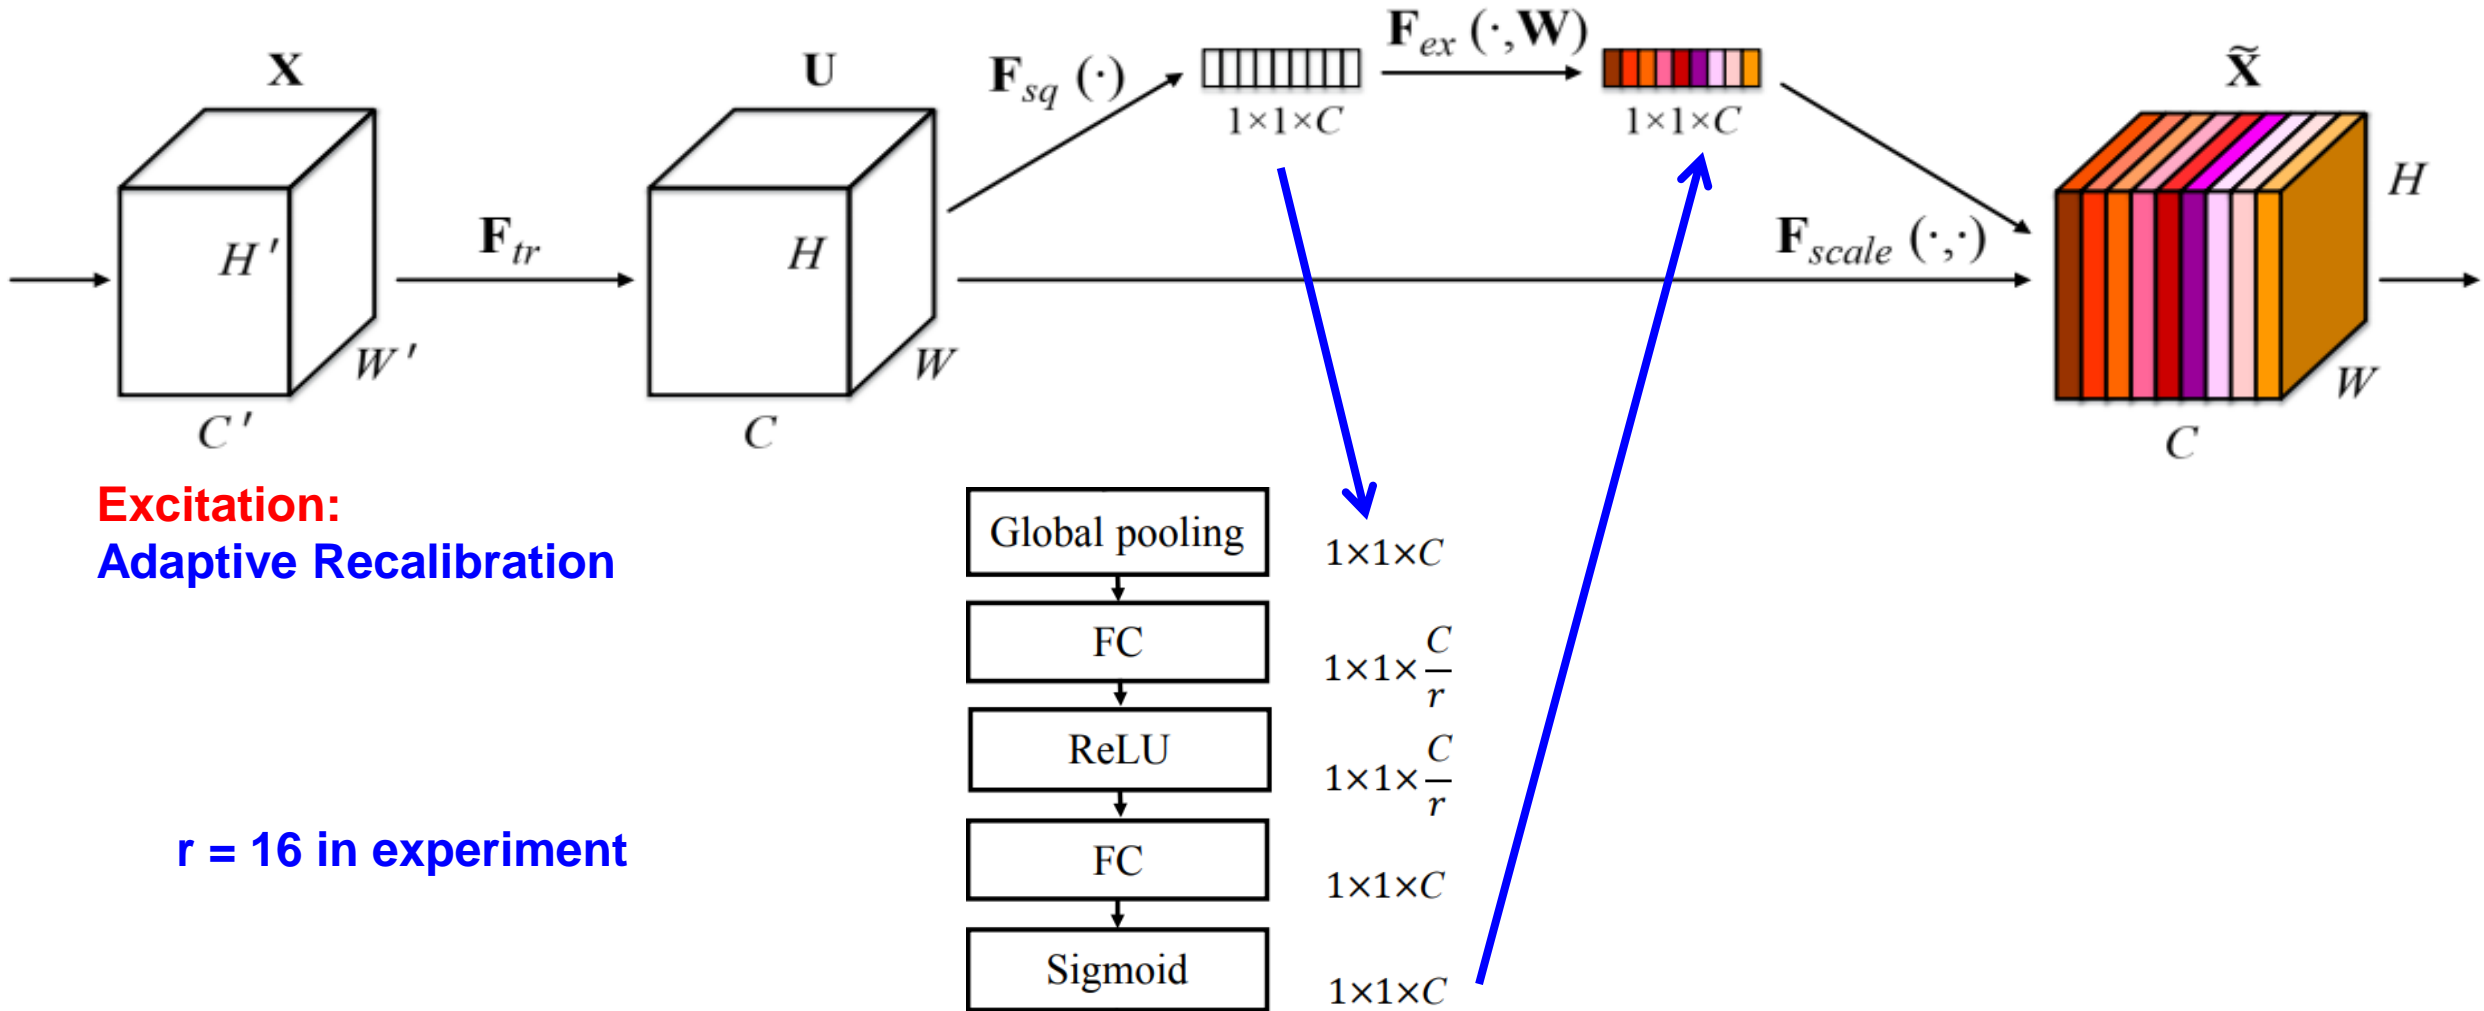 X
U
F_sq (·)
F_ex (·,W)
X̃
1×1×C
1×1×C
H
H′
F_tr
H
F_scale (·,·)
W′
W
W
C′
C
C
Excitation:
Adaptive Recalibration
Global pooling
1×1×C
FC
1×1×C/r
ReLU
1×1×C/r
r = 16 in experiment
FC
1×1×C
Sigmoid
1×1×C